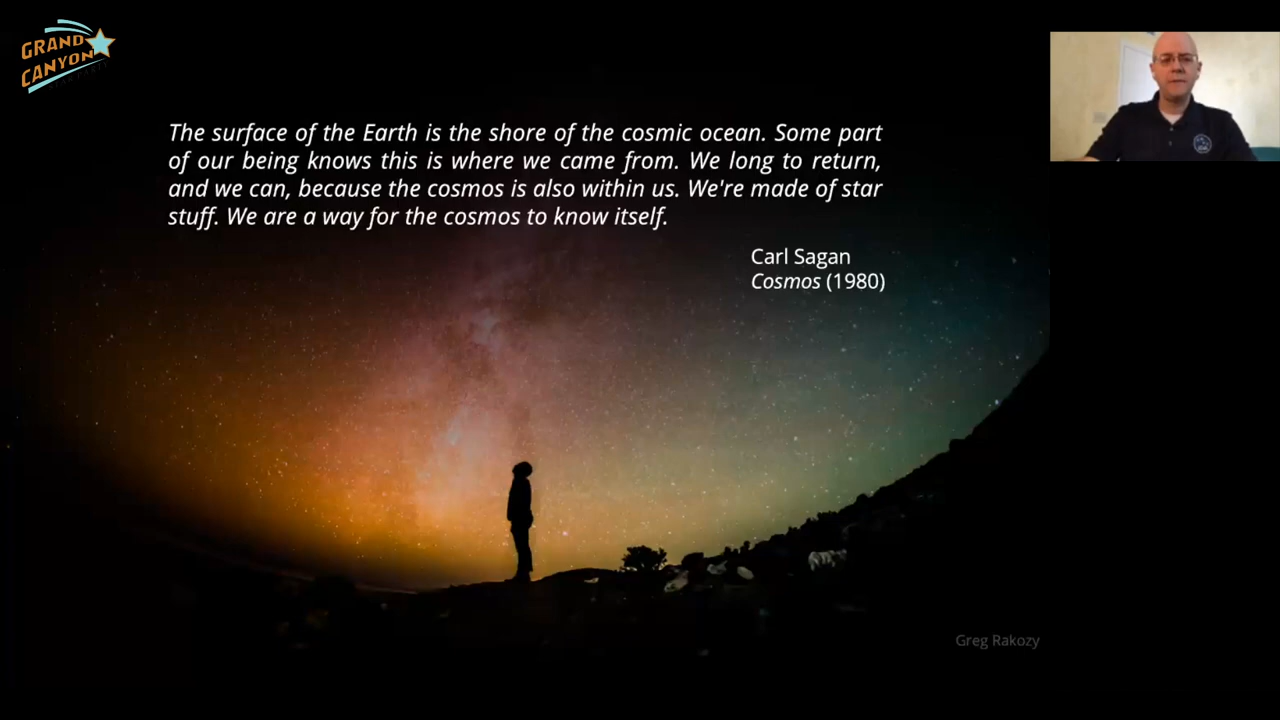 GRAND
CANYON
The surface of the Earth is the shore of the cosmic ocean. Some part
of our being knows this is where we came from. We long to return,
and we can, because the cosmos is also within us. We're made of star
stuff. We are a way for the cosmos to know itself.
Carl Sagan
Cosmos (1980)
Greg Rakozy